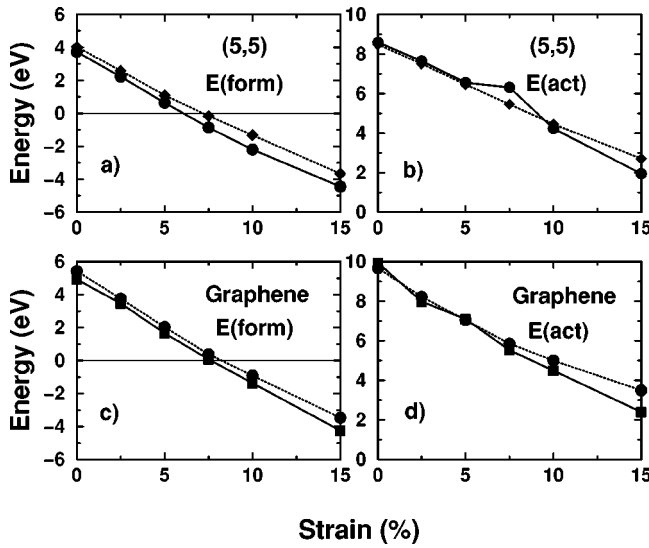 Energy (eV)
6
4
2
0
−2
−4
−6
(5,5)
E(form)
a)
0 5 10 15
10
8
6
4
2
0
(5,5)
E(act)
b)
0 5 10 15
Energy (eV)
6
4
2
0
−2
−4
−6
Graphene
E(form)
c)
0 5 10 15
10
8
6
4
2
0
Graphene
E(act)
d)
0 5 10 15
Strain (%)